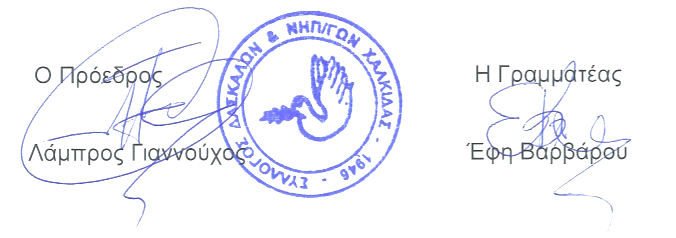 Ο Πρόεδρος
Λάμπρος Γιαννούχος
ΣΥΛΛΟΓΟΣ ΔΑΣΚΑΛΩΝ & ΝΗΠ/ΓΩΝ ΧΑΛΚΙΔΑΣ - 1946 -
Η Γραμματέας
Έφη Βαρβάρου